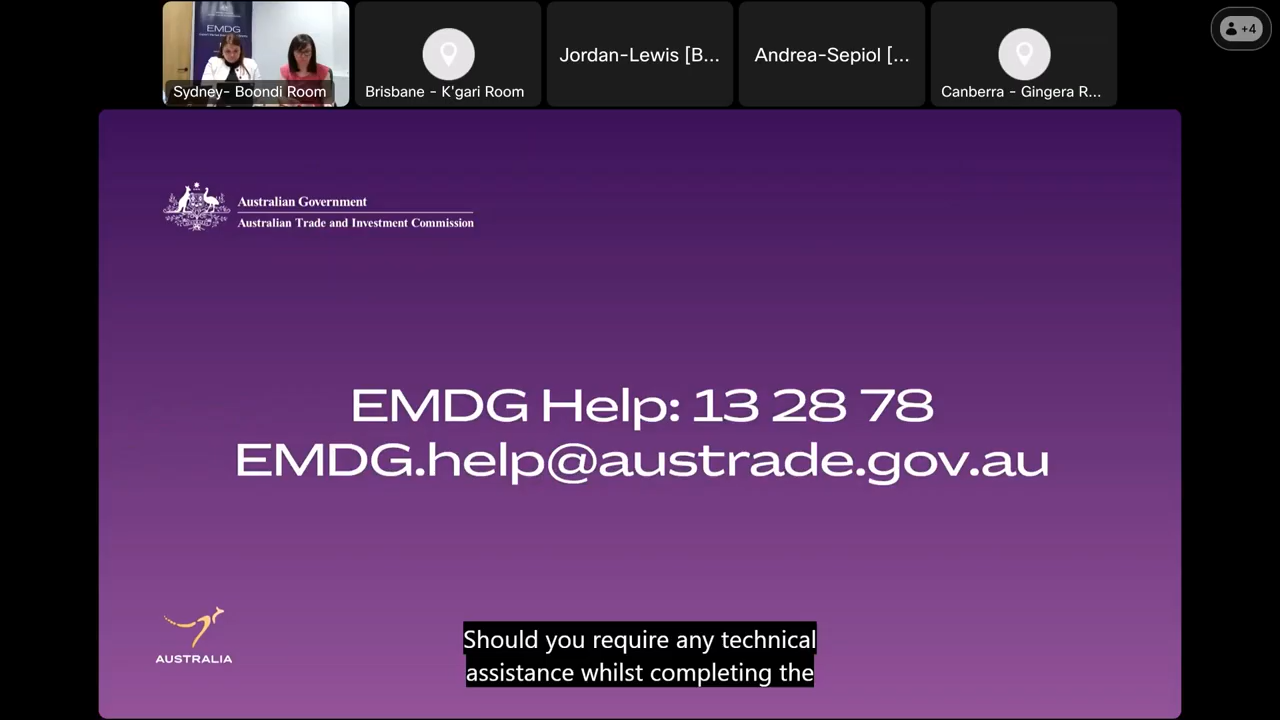 EMDG
Sydney- Boondi Room
Brisbane - K'gari Room
Jordan-Lewis [B...
Andrea-Sepiol [...
Canberra - Gingera R...
+4
Australian Government
Australian Trade and Investment Commission
EMDG Help: 13 28 78
EMDG.help@austrade.gov.au
AUSTRALIA
Should you require any technical
assistance whilst completing the